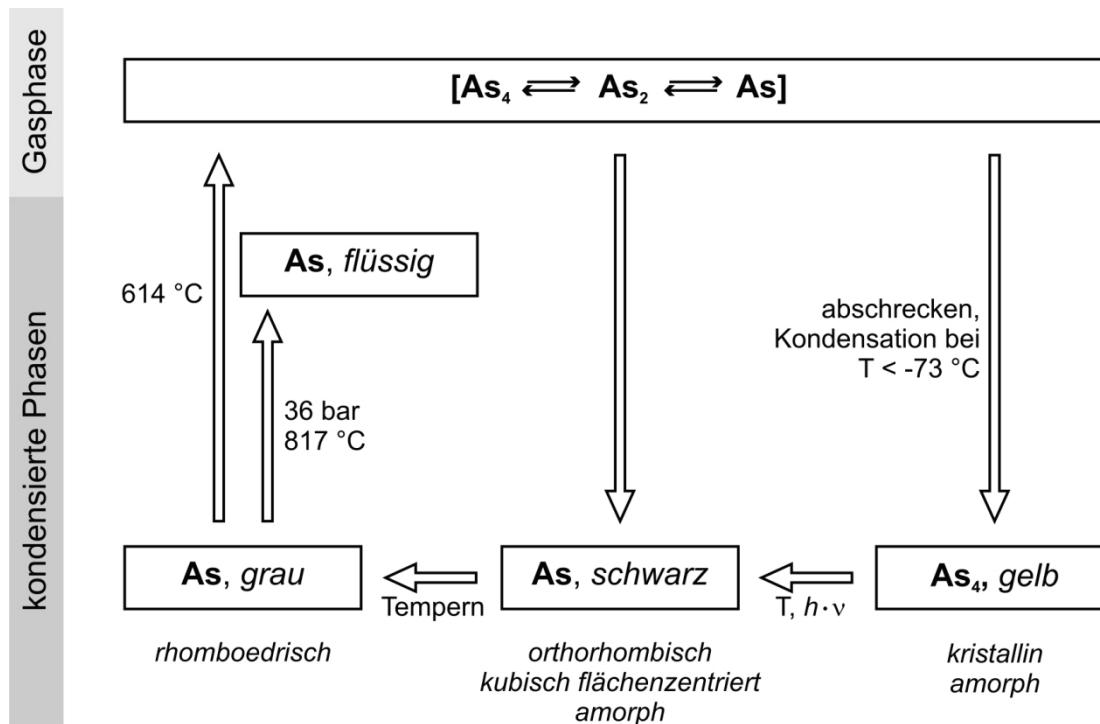 Gasphase
[As₄ ⇌ As₂ ⇌ As]
As, flüssig
614 °C
36 bar
817 °C
abschrecken,
Kondensation bei
T < -73 °C
kondensierte Phasen
As, grau
Tempern
As, schwarz
T, h·ν
As₄, gelb
rhomboedrisch
orthorhombisch
kubisch flächenzentriert
amorph
kristallin
amorph